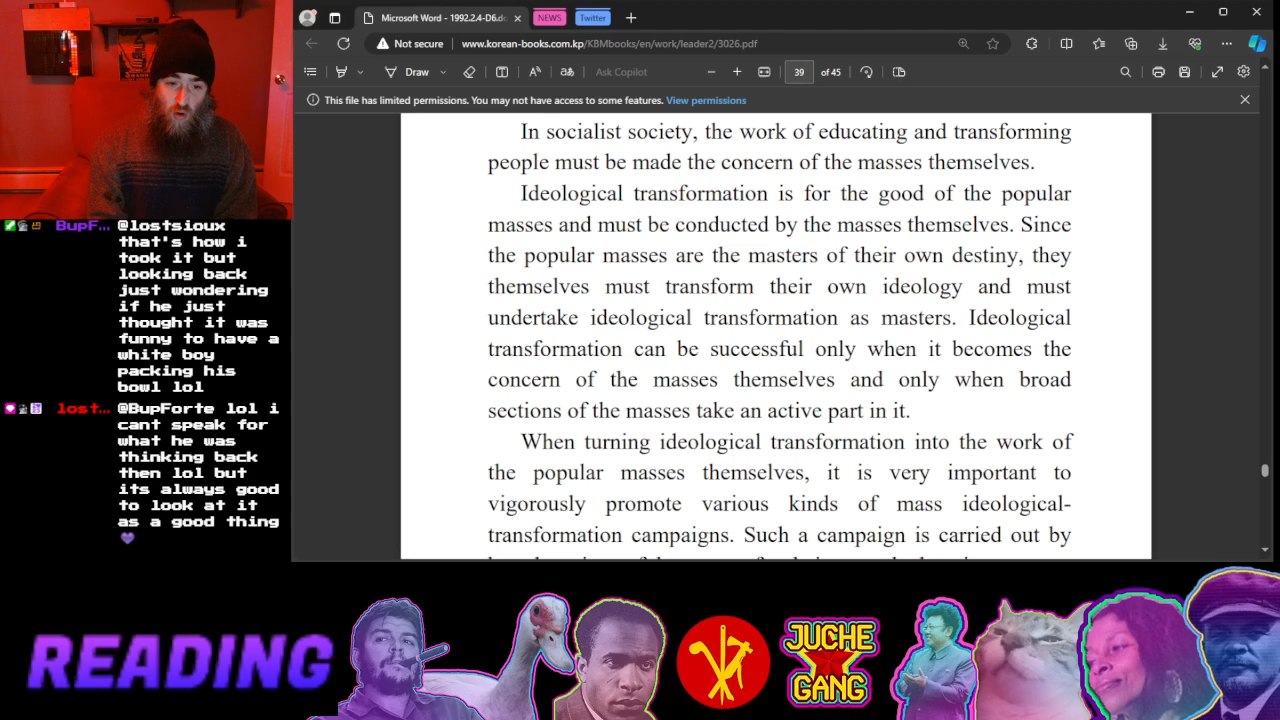 Microsoft Word - 1992.2.4-D6.d
NEWS
Twitter
Not secure
www.korean-books.com.kp/KBMbooks/en/work/leader2/3026.pdf
Draw
Ask Copilot
39 of 45
This file has limited permissions. You may not have access to some features. View permissions
In socialist society, the work of educating and transforming
people must be made the concern of the masses themselves.
Ideological transformation is for the good of the popular
masses and must be conducted by the masses themselves. Since
the popular masses are the masters of their own destiny, they
themselves must transform their own ideology and must
undertake ideological transformation as masters. Ideological
transformation can be successful only when it becomes the
concern of the masses themselves and only when broad
sections of the masses take an active part in it.
When turning ideological transformation into the work of
the popular masses themselves, it is very important to
vigorously promote various kinds of mass ideological-
transformation campaigns. Such a campaign is carried out by
BupF... @lostsioux
that's how i
took it but
looking back
just wondering
if he just
thought it was
funny to have a
white boy
packing his
bowl lol
lost... @BupForte lol i
cant speak for
what he was
thinking back
then lol but
its always good
to look at it
as a good thing
READING
JUCHE
GANG